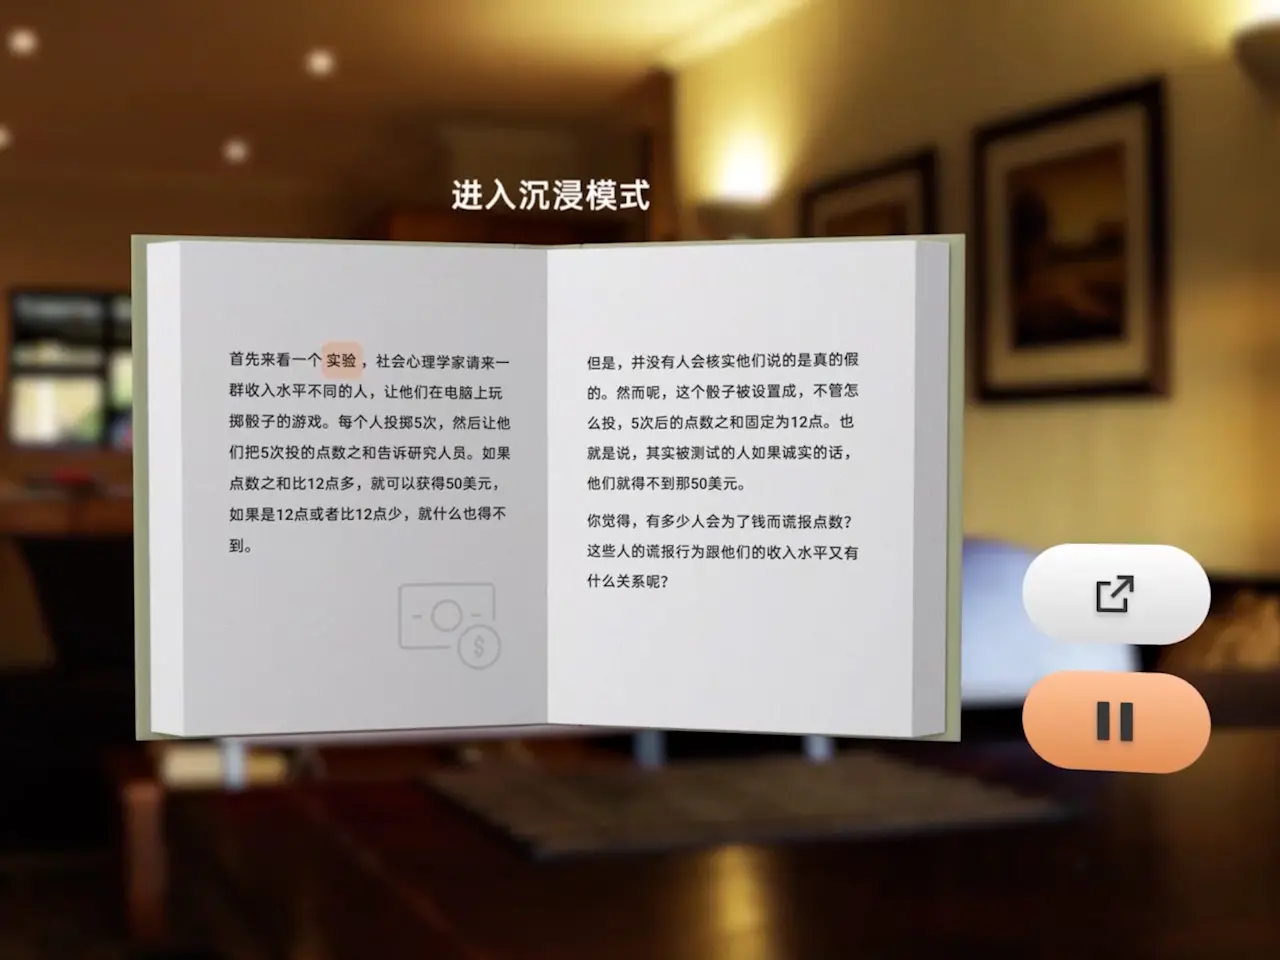 进入沉浸模式
首先来看一个实验，社会心理学家请来一
群收入水平不同的人，让他们在电脑上玩
掷骰子的游戏。每个人投掷5次，然后让他
们把5次投的点数之和告诉研究人员。如果
点数之和比12点多，就可以获得50美元，
如果是12点或者比12点少，就什么也得不
到。
但是，并没有人会核实他们说的是真的假
的。然而呢，这个骰子被设置成，不管怎
么投，5次后的点数之和固定为12点。也
就是说，其实被测试的人如果诚实的话，
他们就得不到那50美元。
你觉得，有多少人会为了钱而谎报点数？
这些人的谎报行为跟他们的收入水平又有
什么关系呢？
$